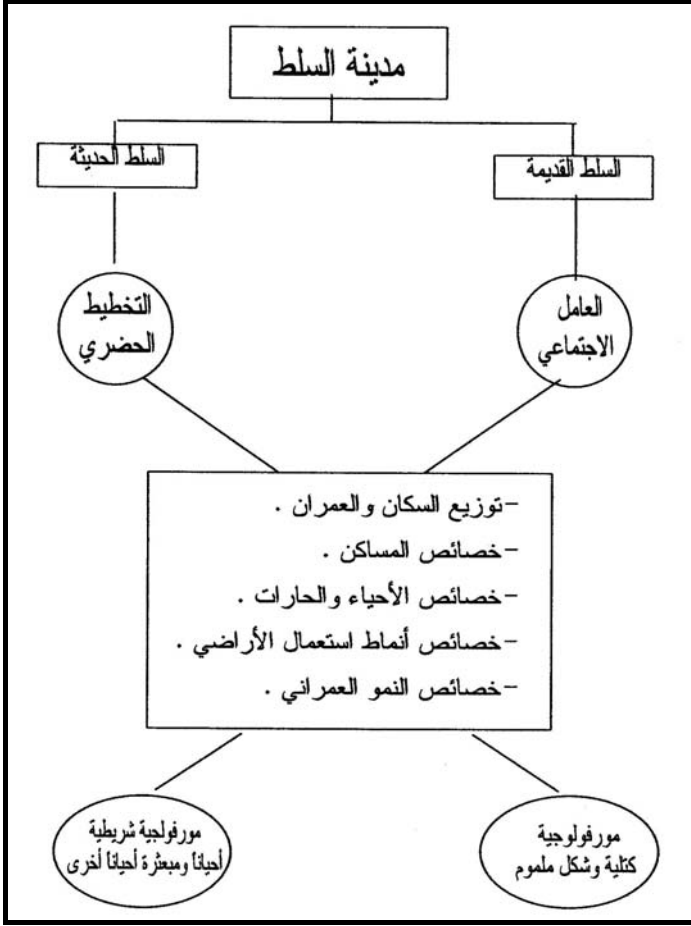 مدينة السلط
السلط القديمة
السلط الحديثة
العامل
الاجتماعي
التخطيط
الحضري
-توزيع السكان والعمران .
-خصائص المساكن .
-خصائص الأحياء والحارات .
-خصائص أنماط استعمال الأراضي .
-خصائص النمو العمراني .
مورفولوجية
كتلية وشكل ملموم
مورفولجية شريطية
أحياناً ومبعثرة أحياناً أخرى